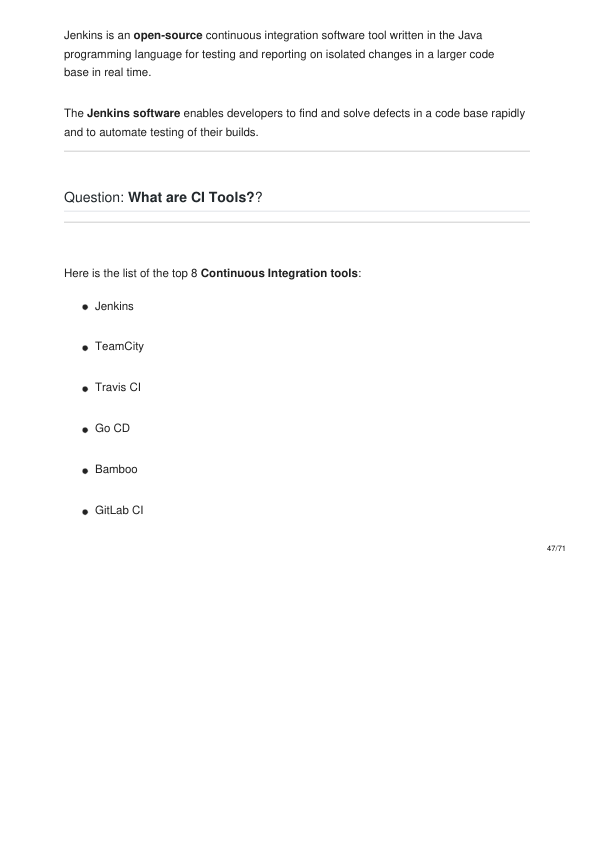 Jenkins is an open-source continuous integration software tool written in the Java
programming language for testing and reporting on isolated changes in a larger code
base in real time.
The Jenkins software enables developers to find and solve defects in a code base rapidly
and to automate testing of their builds.
Question: What are CI Tools??
Here is the list of the top 8 Continuous Integration tools:
● Jenkins
● TeamCity
● Travis CI
● Go CD
● Bamboo
● GitLab CI
47/71